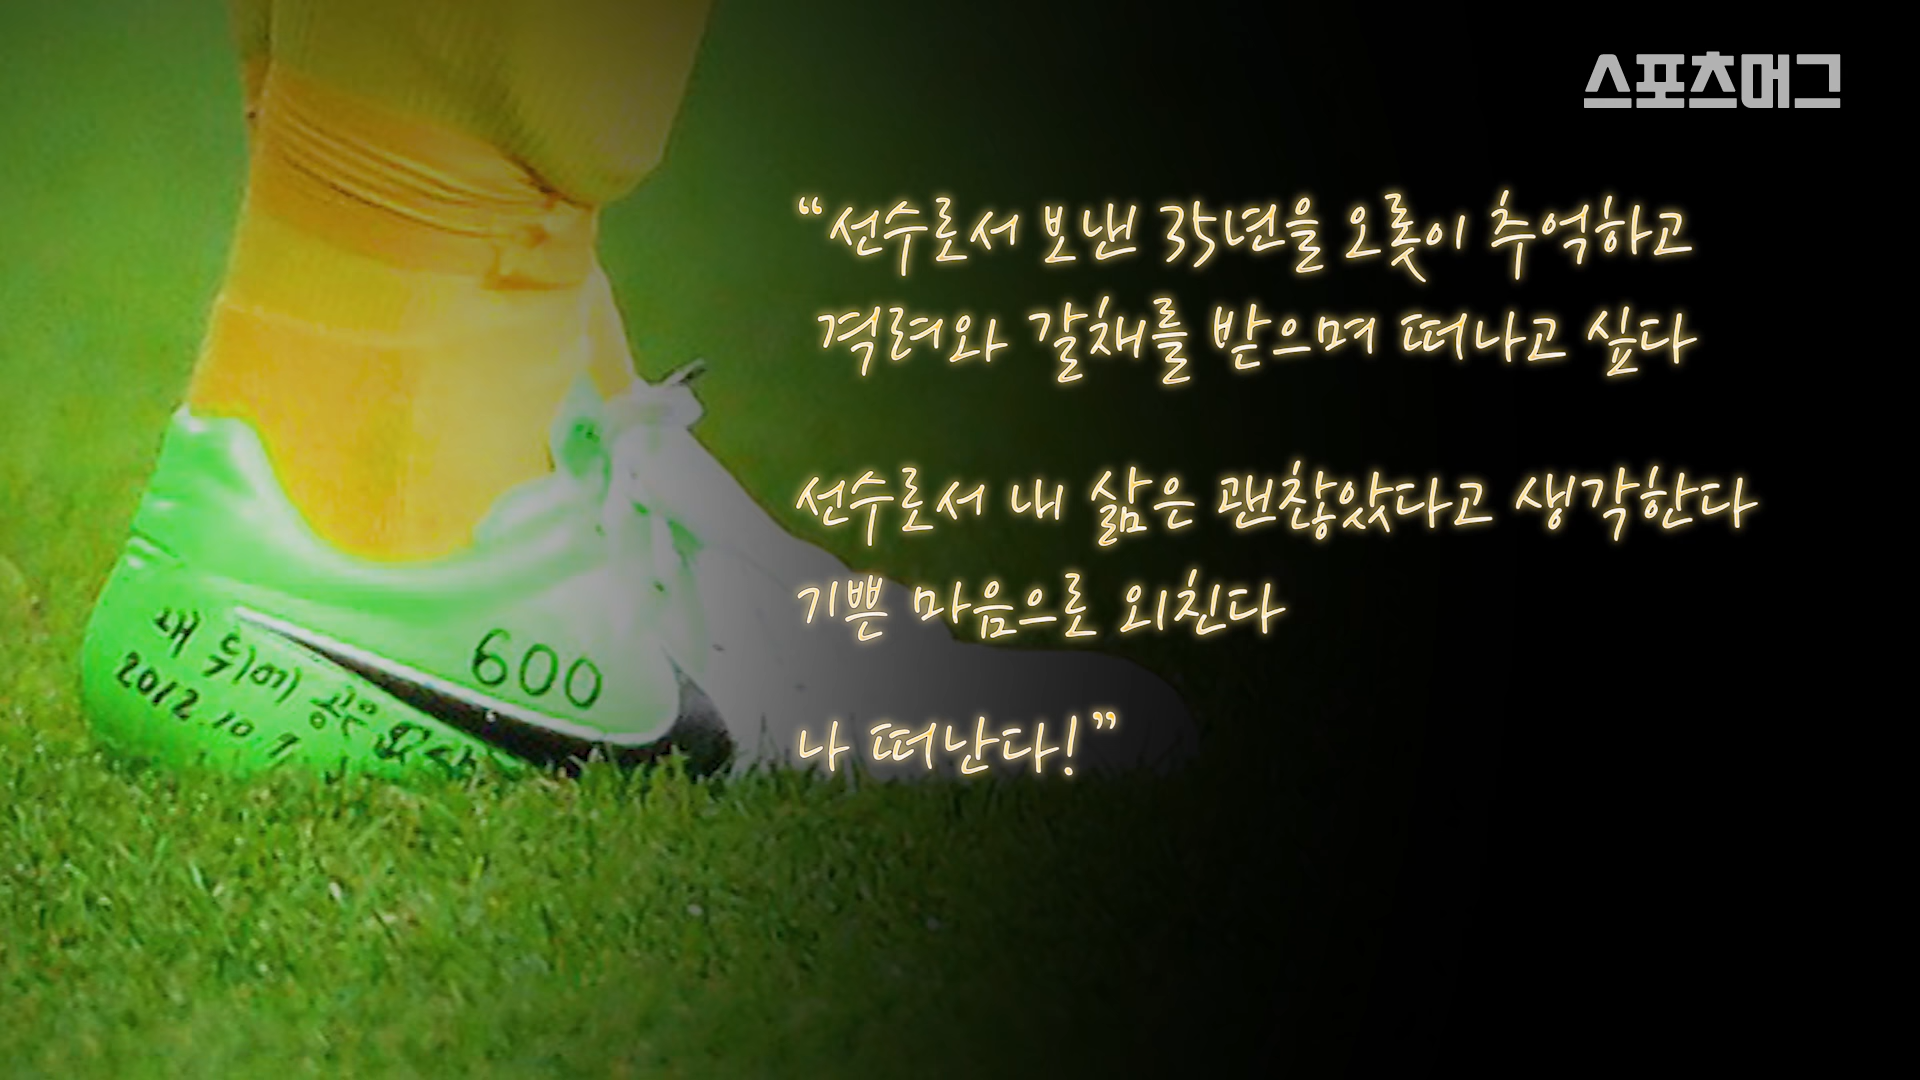 스포츠머그
“선수로서 보낸 35년을 오롯이 추억하고
격려와 갈채를 받으며 떠나고 싶다
선수로서 내 삶은 괜찮았다고 생각한다
기쁜 마음으로 외친다
나 떠난다!”
600
내 뒤에 공은
2012.10.7